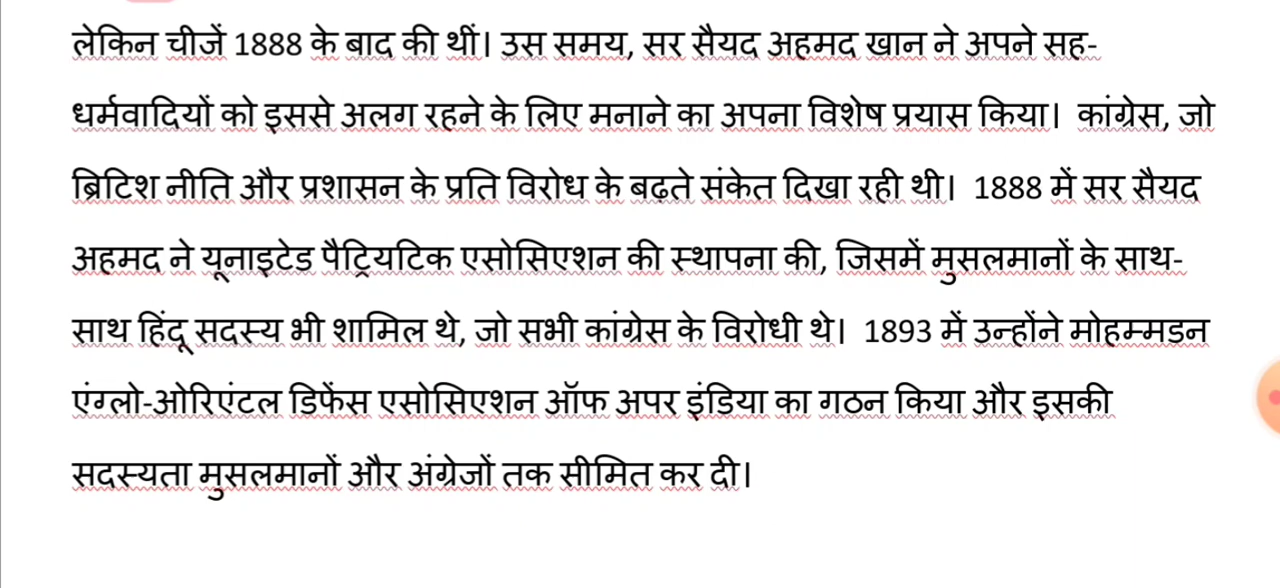 लेकिन चीजें 1888 के बाद की थीं। उस समय, सर सैयद अहमद खान ने अपने सह-
धर्मवादियों को इससे अलग रहने के लिए मनाने का अपना विशेष प्रयास किया। कांग्रेस, जो
ब्रिटिश नीति और प्रशासन के प्रति विरोध के बढ़ते संकेत दिखा रही थी। 1888 में सर सैयद
अहमद ने यूनाइटेड पैट्रियटिक एसोसिएशन की स्थापना की, जिसमें मुसलमानों के साथ-
साथ हिंदू सदस्य भी शामिल थे, जो सभी कांग्रेस के विरोधी थे। 1893 में उन्होंने मोहम्मडन
एंग्लो-ओरिएंटल डिफेंस एसोसिएशन ऑफ अपर इंडिया का गठन किया और इसकी
सदस्यता मुसलमानों और अंग्रेजों तक सीमित कर दी।